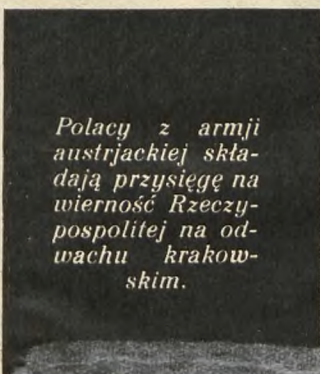 Polacy z armji
austrjackiej skła-
dają przysięgę na
wierność Rzeczy-
pospolitej na od-
wachu krakow-
skim.